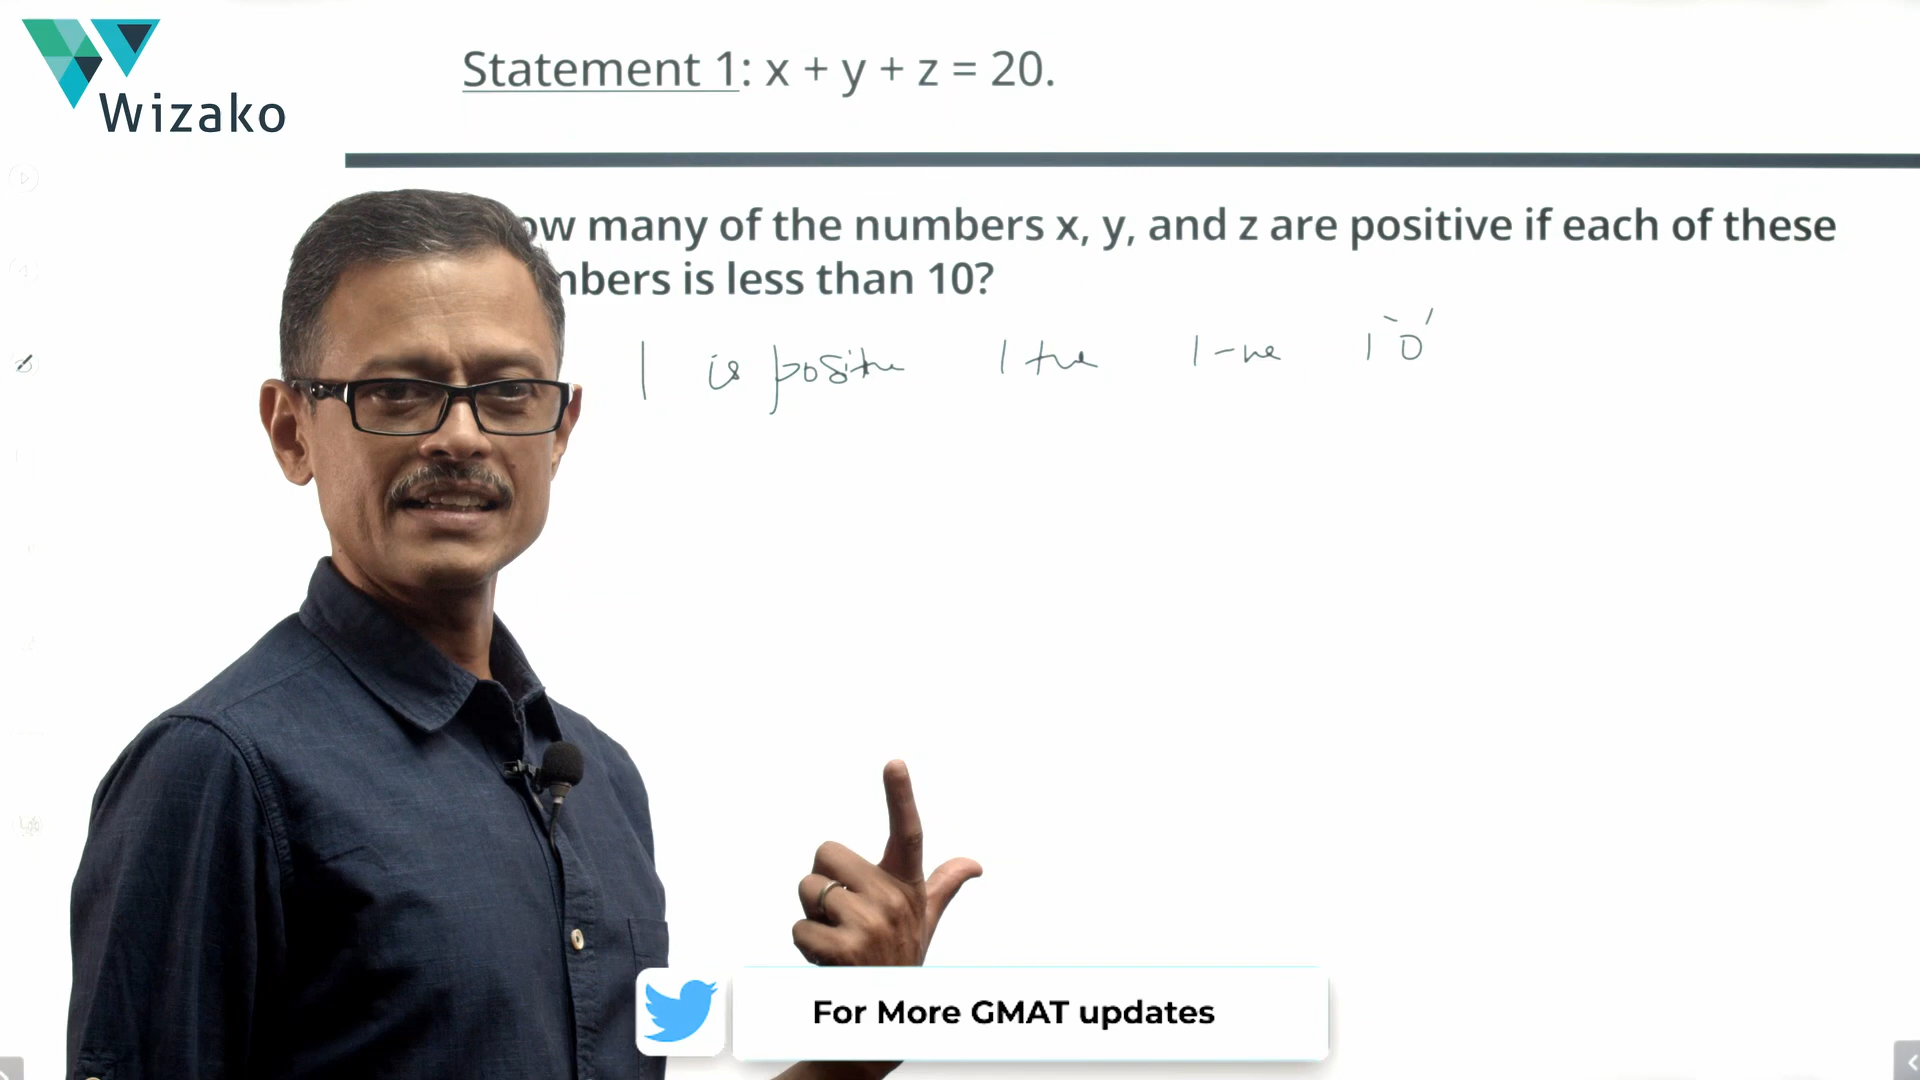 Wizako
Statement 1: x + y + z = 20.
ow many of the numbers x, y, and z are positive if each of these
mbers is less than 10?
1 is positive 1 +ve 1 -ve 1 '0'
For More GMAT updates